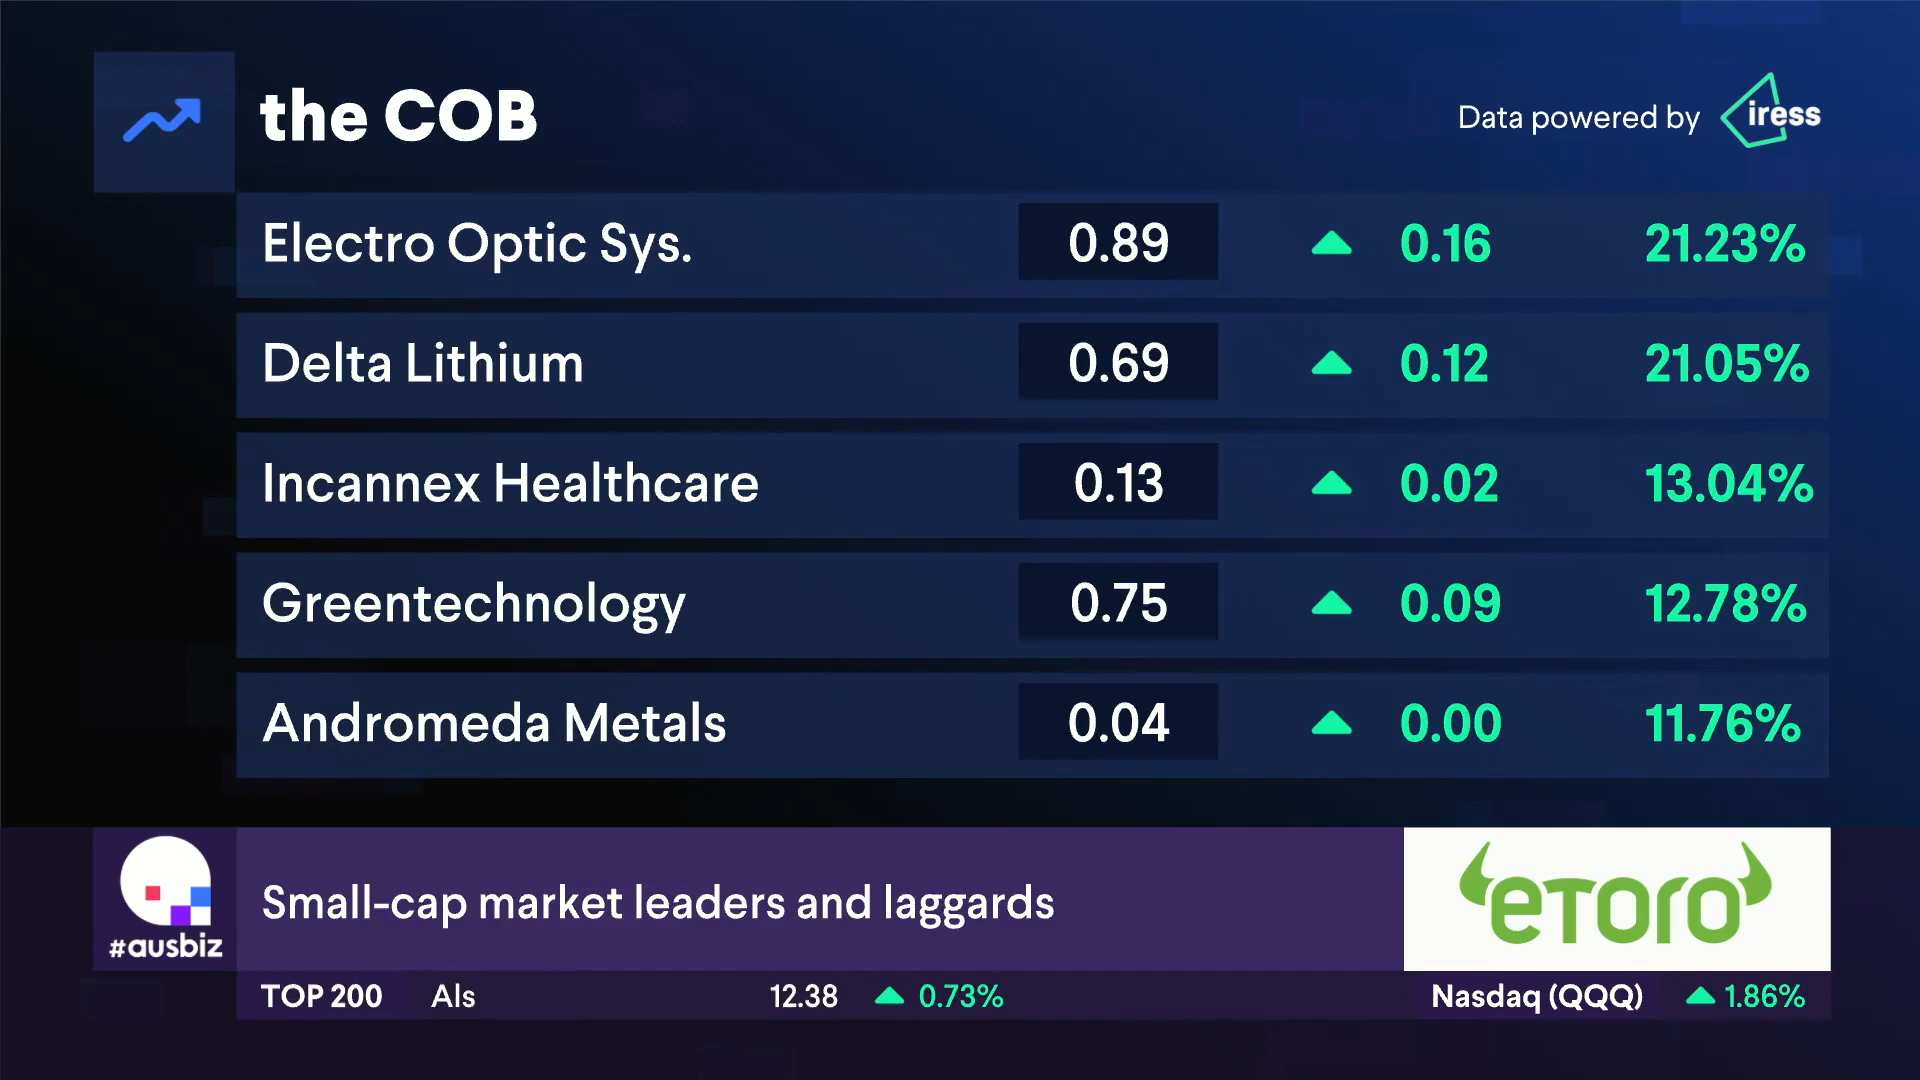 the COB
Data powered by iress
Electro Optic Sys. 0.89 0.16 21.23%
Delta Lithium 0.69 0.12 21.05%
Incannex Healthcare 0.13 0.02 13.04%
Greentechnology 0.75 0.09 12.78%
Andromeda Metals 0.04 0.00 11.76%
#ausbiz
Small-cap market leaders and laggards
eToro
TOP 200 Als 12.38 0.73% Nasdaq (QQQ) 1.86%